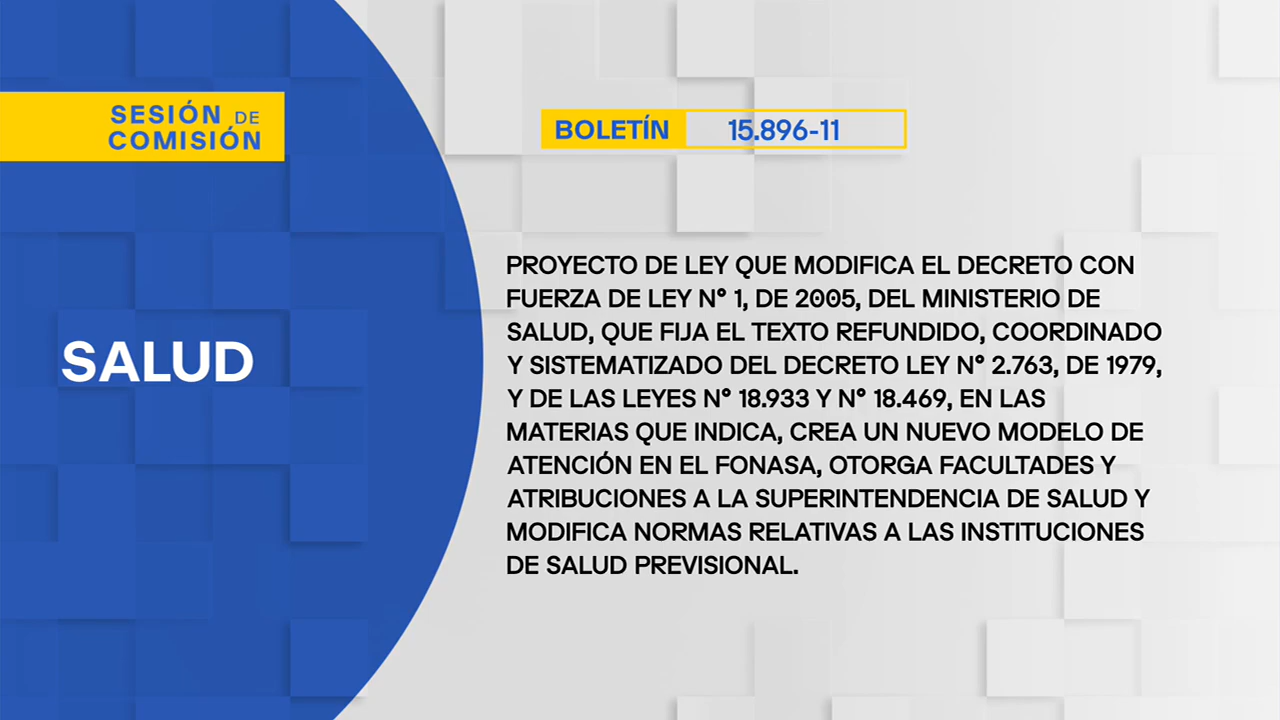 SESIÓN DE
COMISIÓN
SALUD
BOLETÍN 15.896-11
PROYECTO DE LEY QUE MODIFICA EL DECRETO CON
FUERZA DE LEY N° 1, DE 2005, DEL MINISTERIO DE
SALUD, QUE FIJA EL TEXTO REFUNDIDO, COORDINADO
Y SISTEMATIZADO DEL DECRETO LEY N° 2.763, DE 1979,
Y DE LAS LEYES N° 18.933 Y N° 18.469, EN LAS
MATERIAS QUE INDICA, CREA UN NUEVO MODELO DE
ATENCIÓN EN EL FONASA, OTORGA FACULTADES Y
ATRIBUCIONES A LA SUPERINTENDENCIA DE SALUD Y
MODIFICA NORMAS RELATIVAS A LAS INSTITUCIONES
DE SALUD PREVISIONAL.